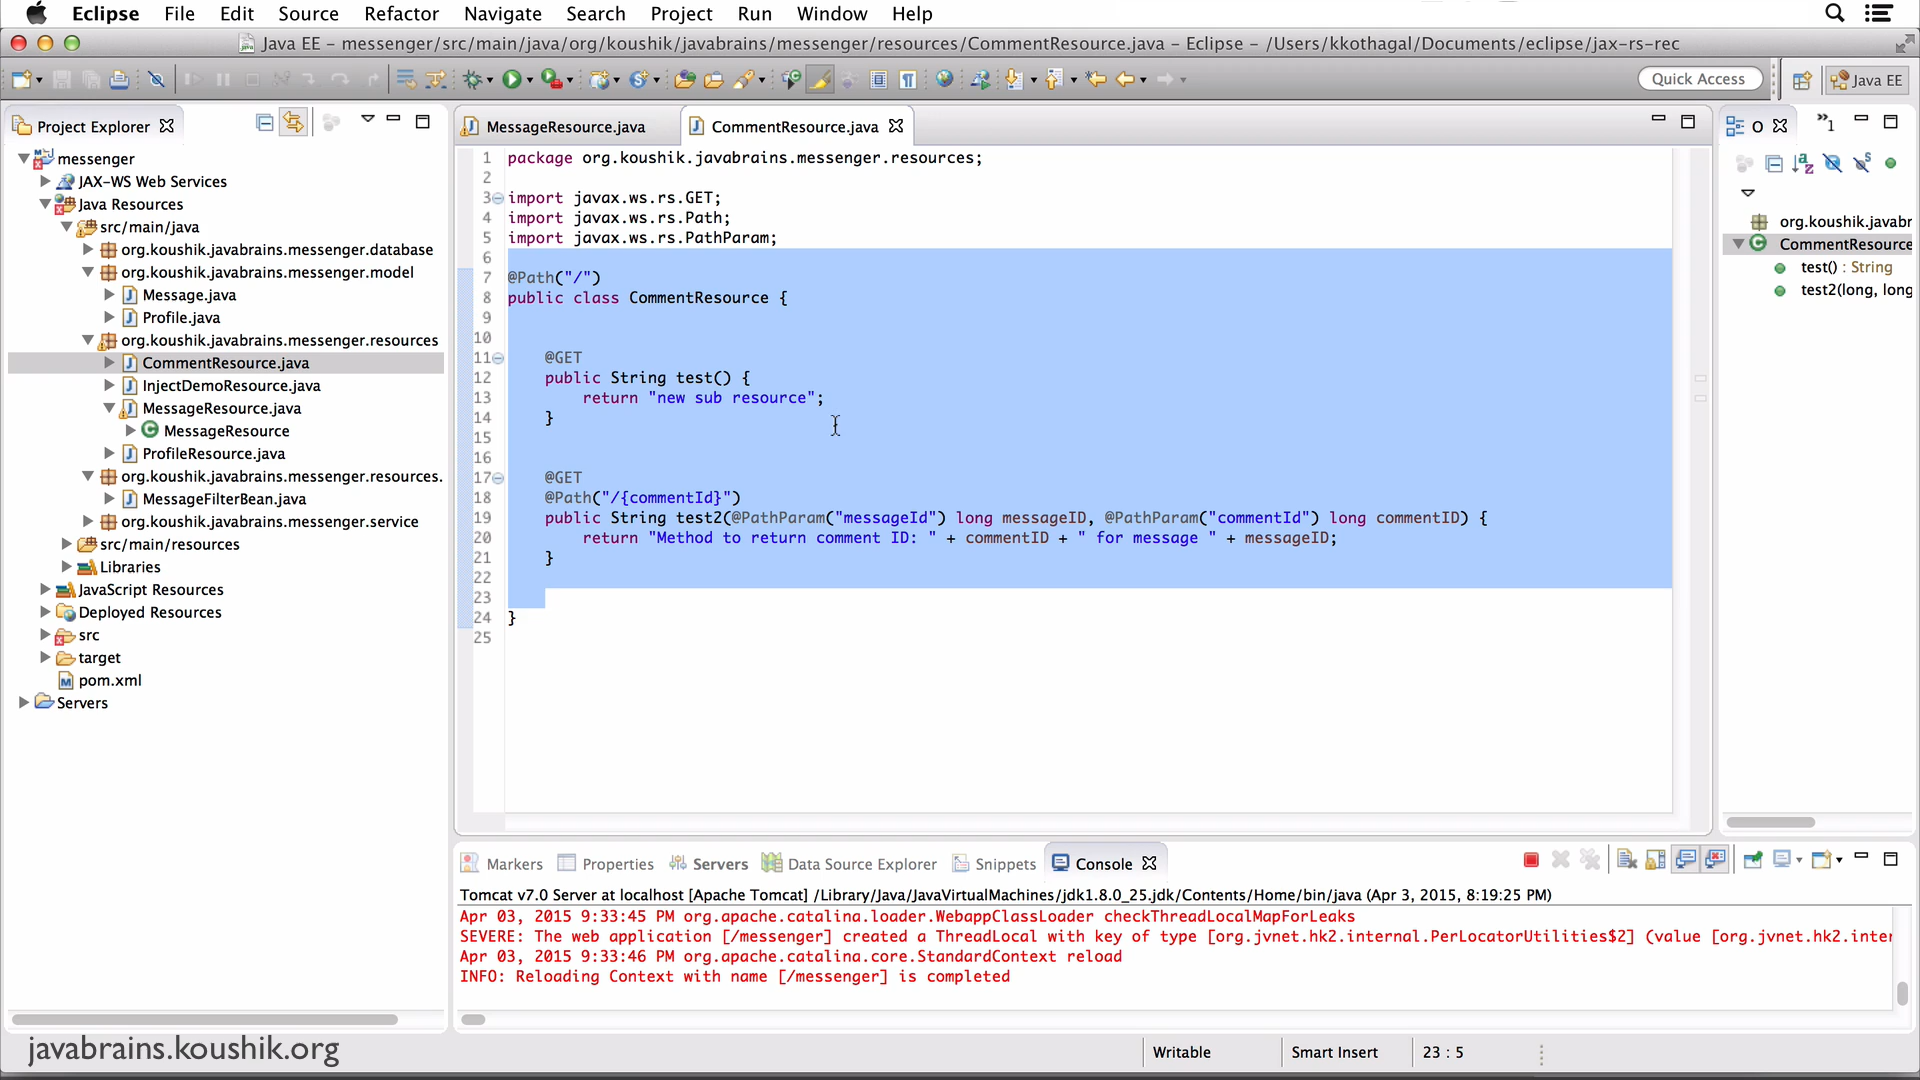 Eclipse File Edit Source Refactor Navigate Search Project Run Window Help
Java EE – messenger/src/main/java/org/koushik/javabrains/messenger/resources/CommentResource.java – Eclipse – /Users/kkothagal/Documents/eclipse/jax-rs-rec
Quick Access
Java EE
Project Explorer
messenger
JAX-WS Web Services
Java Resources
src/main/java
org.koushik.javabrains.messenger.database
org.koushik.javabrains.messenger.model
Message.java
Profile.java
org.koushik.javabrains.messenger.resources
CommentResource.java
InjectDemoResource.java
MessageResource.java
MessageResource
ProfileResource.java
org.koushik.javabrains.messenger.resources.
MessageFilterBean.java
org.koushik.javabrains.messenger.service
src/main/resources
Libraries
JavaScript Resources
Deployed Resources
src
target
pom.xml
Servers
MessageResource.java CommentResource.java
1 package org.koushik.javabrains.messenger.resources;
2
3 import javax.ws.rs.GET;
4 import javax.ws.rs.Path;
5 import javax.ws.rs.PathParam;
6
7 @Path("/")
8 public class CommentResource {
9
10
11 @GET
12 public String test() {
13 return "new sub resource";
14 }
15
16
17 @GET
18 @Path("/{commentId}")
19 public String test2(@PathParam("messageId") long messageID, @PathParam("commentId") long commentID) {
20 return "Method to return comment ID: " + commentID + " for message " + messageID;
21 }
22
23
24 }
25
O
1
org.koushik.javabr
CommentResource
test() : String
test2(long, long
Markers Properties Servers Data Source Explorer Snippets Console
Tomcat v7.0 Server at localhost [Apache Tomcat] /Library/Java/JavaVirtualMachines/jdk1.8.0_25.jdk/Contents/Home/bin/java (Apr 3, 2015, 8:19:25 PM)
Apr 03, 2015 9:33:45 PM org.apache.catalina.loader.WebappClassLoader checkThreadLocalMapForLeaks
SEVERE: The web application [/messenger] created a ThreadLocal with key of type [org.jvnet.hk2.internal.PerLocatorUtilities$2] (value [org.jvnet.hk2.inter
Apr 03, 2015 9:33:46 PM org.apache.catalina.core.StandardContext reload
INFO: Reloading Context with name [/messenger] is completed
javabrains.koushik.org
Writable Smart Insert 23 : 5